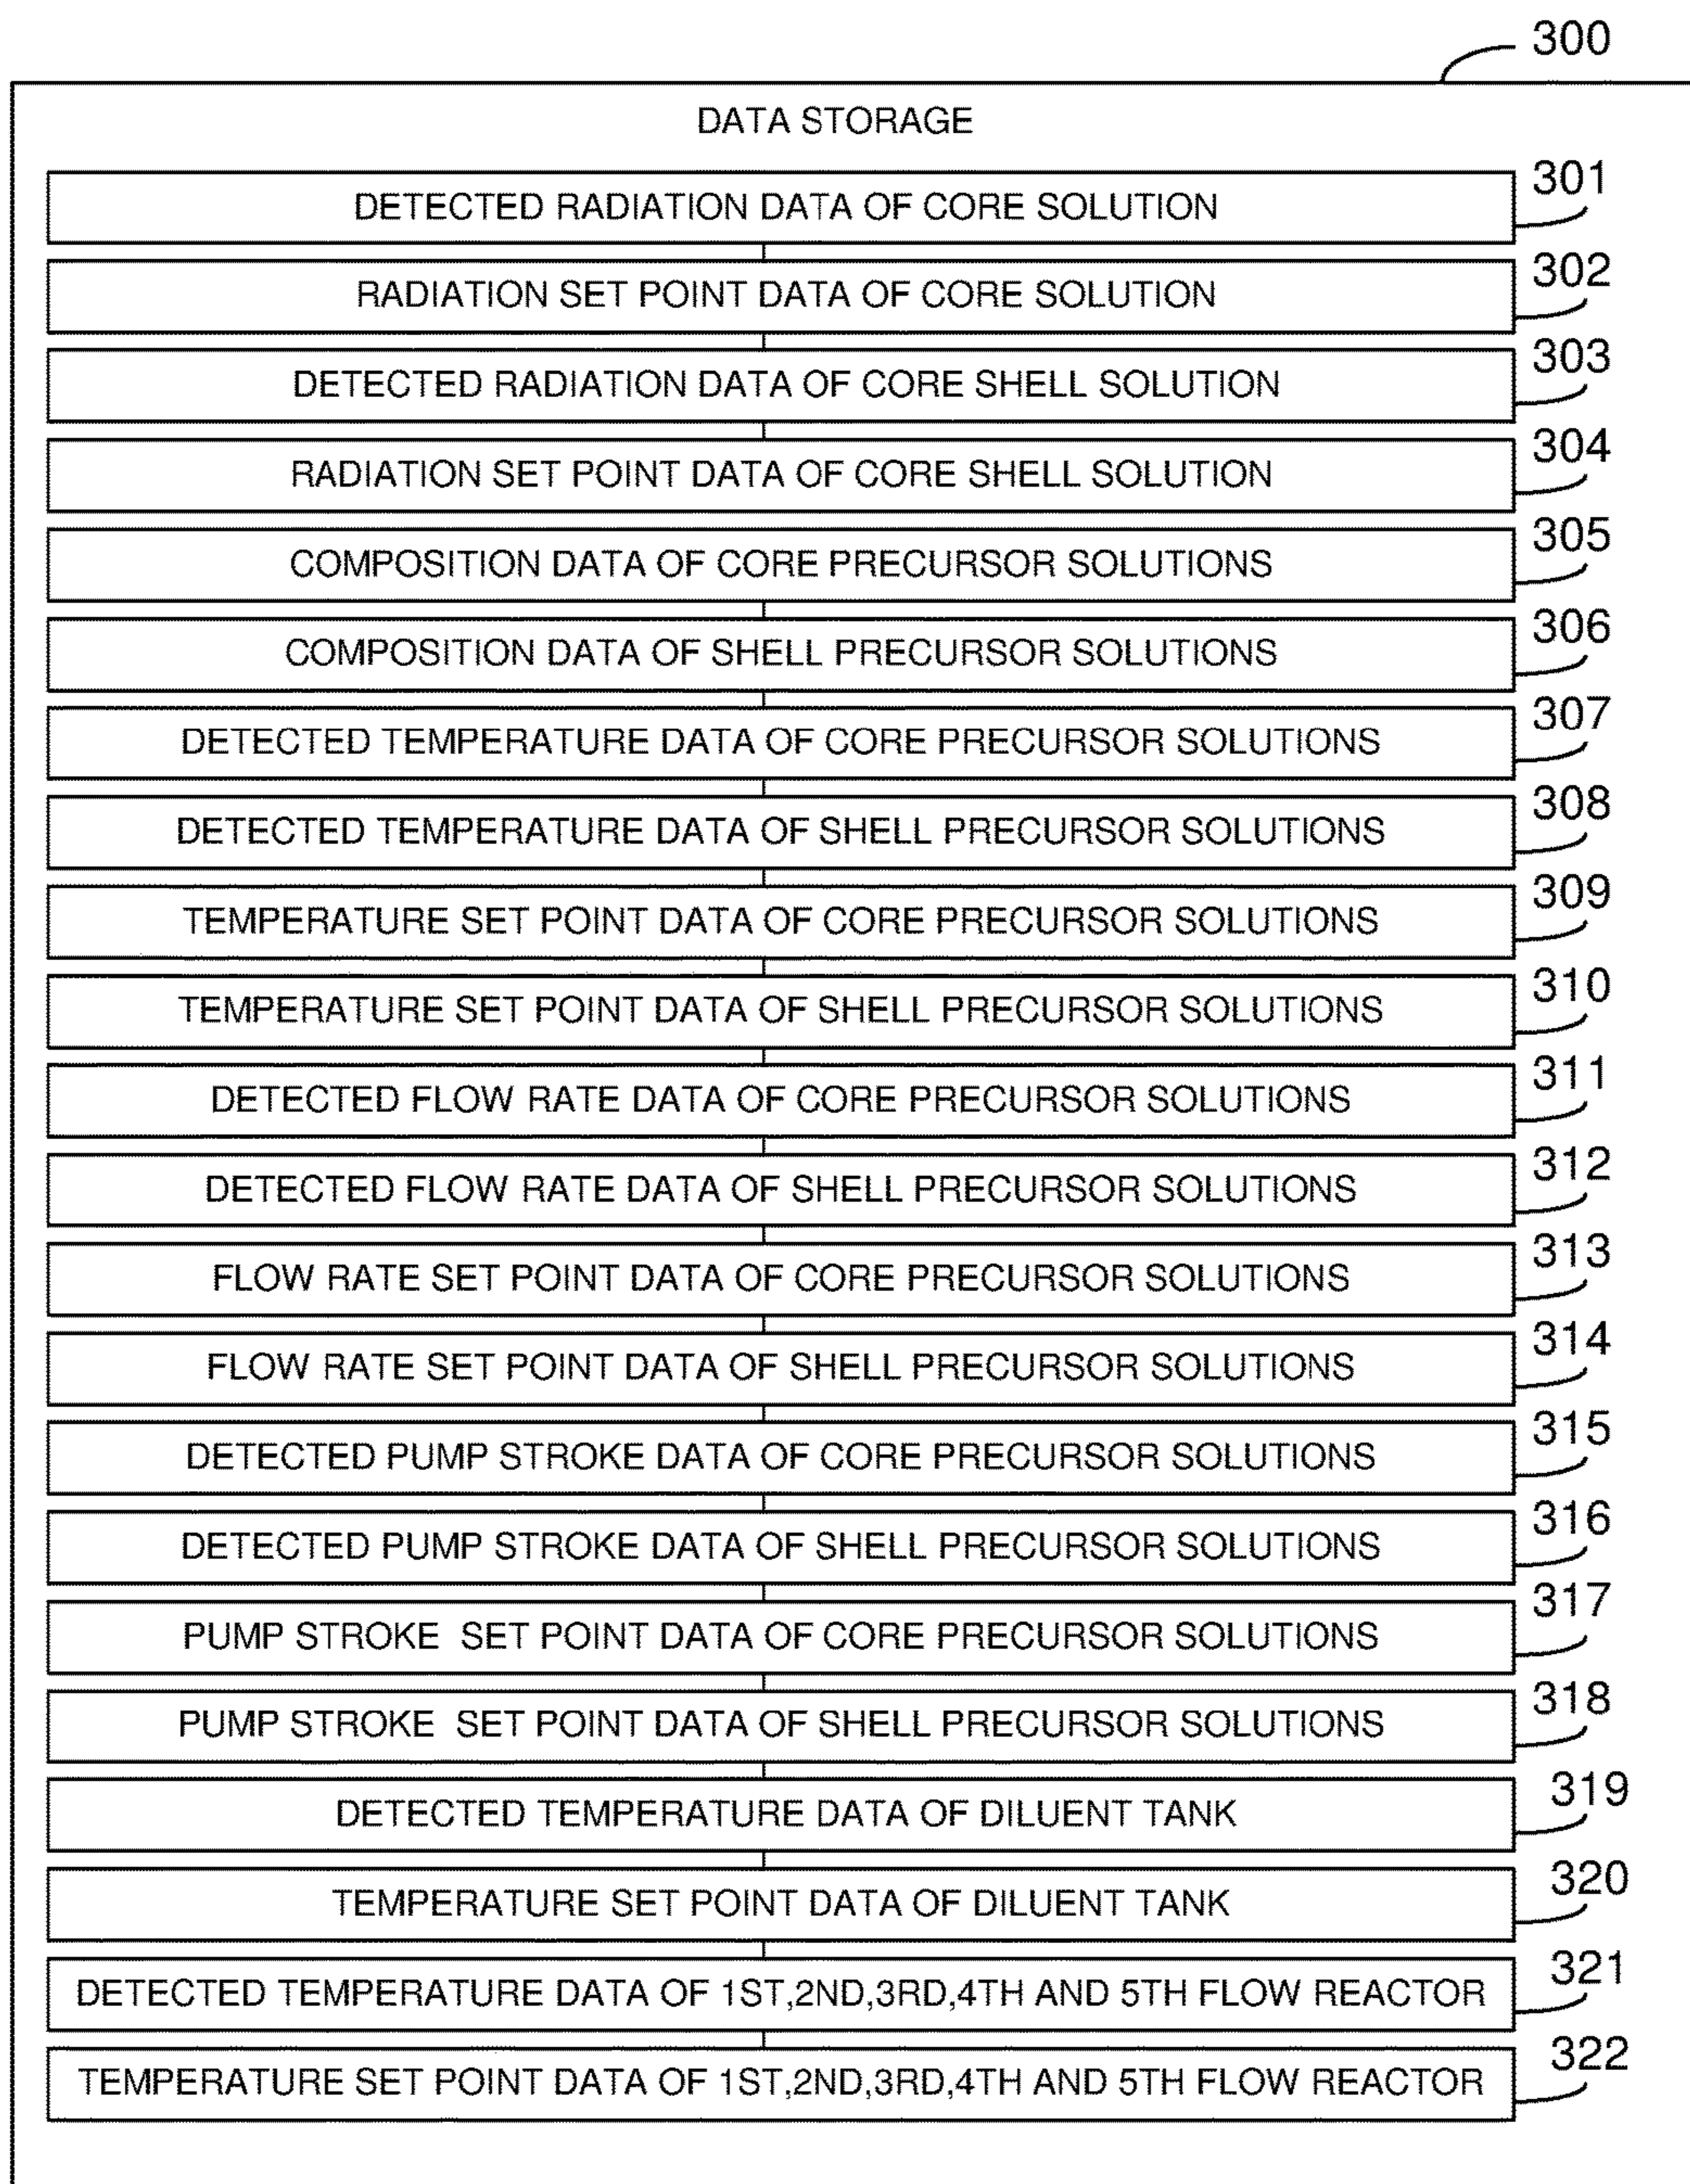 300
DATA STORAGE
DETECTED RADIATION DATA OF CORE SOLUTION 301
RADIATION SET POINT DATA OF CORE SOLUTION 302
DETECTED RADIATION DATA OF CORE SHELL SOLUTION 303
RADIATION SET POINT DATA OF CORE SHELL SOLUTION 304
COMPOSITION DATA OF CORE PRECURSOR SOLUTIONS 305
COMPOSITION DATA OF SHELL PRECURSOR SOLUTIONS 306
DETECTED TEMPERATURE DATA OF CORE PRECURSOR SOLUTIONS 307
DETECTED TEMPERATURE DATA OF SHELL PRECURSOR SOLUTIONS 308
TEMPERATURE SET POINT DATA OF CORE PRECURSOR SOLUTIONS 309
TEMPERATURE SET POINT DATA OF SHELL PRECURSOR SOLUTIONS 310
DETECTED FLOW RATE DATA OF CORE PRECURSOR SOLUTIONS 311
DETECTED FLOW RATE DATA OF SHELL PRECURSOR SOLUTIONS 312
FLOW RATE SET POINT DATA OF CORE PRECURSOR SOLUTIONS 313
FLOW RATE SET POINT DATA OF SHELL PRECURSOR SOLUTIONS 314
DETECTED PUMP STROKE DATA OF CORE PRECURSOR SOLUTIONS 315
DETECTED PUMP STROKE DATA OF SHELL PRECURSOR SOLUTIONS 316
PUMP STROKE SET POINT DATA OF CORE PRECURSOR SOLUTIONS 317
PUMP STROKE SET POINT DATA OF SHELL PRECURSOR SOLUTIONS 318
DETECTED TEMPERATURE DATA OF DILUENT TANK 319
TEMPERATURE SET POINT DATA OF DILUENT TANK 320
DETECTED TEMPERATURE DATA OF 1ST,2ND,3RD,4TH AND 5TH FLOW REACTOR 321
TEMPERATURE SET POINT DATA OF 1ST,2ND,3RD,4TH AND 5TH FLOW REACTOR 322